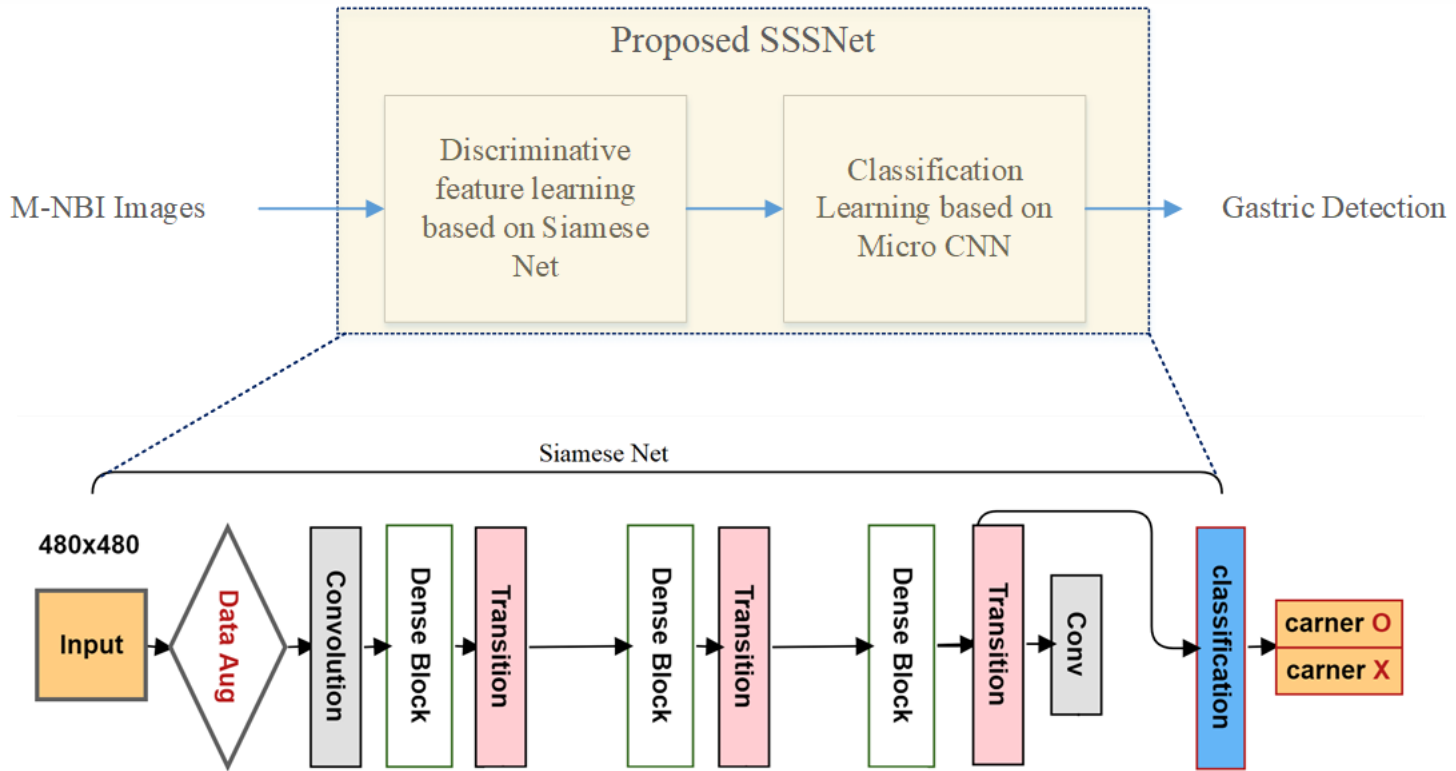 Proposed SSSNet
M-NBI Images
Discriminative
feature learning
based on Siamese
Net
Classification
Learning based on
Micro CNN
Gastric Detection
Siamese Net
480x480
Input
Data Aug
Convolution
Dense Block
Transition
Dense Block
Transition
Dense Block
Transition
Conv
classification
carner O
carner X